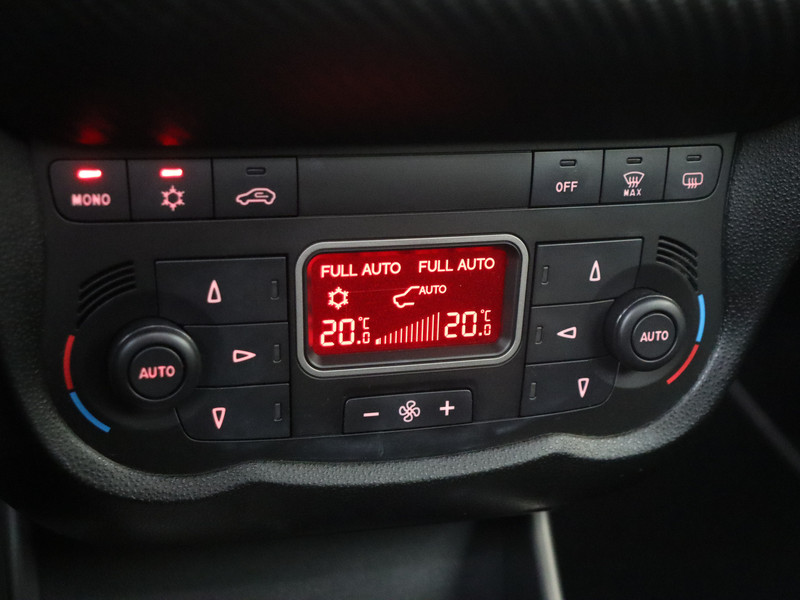 MONO
OFF
MAX
FULL AUTO FULL AUTO
AUTO
20.0 °C 20.0 °C
AUTO
AUTO
- +